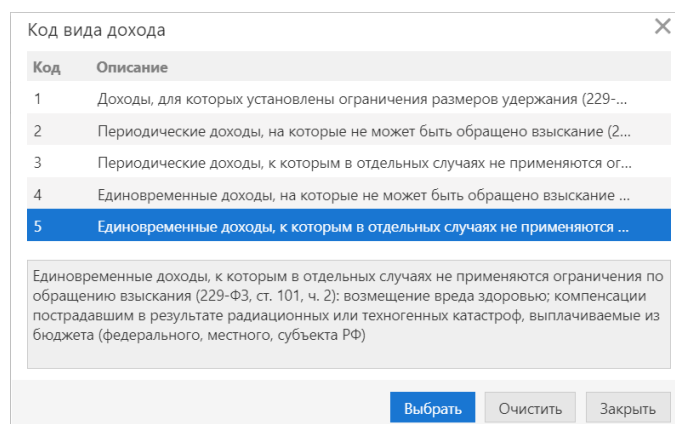 Код вида дохода
Код Описание
1 Доходы, для которых установлены ограничения размеров удержания (229-...
2 Периодические доходы, на которые не может быть обращено взыскание (2...
3 Периодические доходы, к которым в отдельных случаях не применяются ог...
4 Единовременные доходы, на которые не может быть обращено взыскание ...
5 Единовременные доходы, к которым в отдельных случаях не применяются ...
Единовременные доходы, к которым в отдельных случаях не применяются ограничения по
обращению взыскания (229-ФЗ, ст. 101, ч. 2): возмещение вреда здоровью; компенсации
пострадавшим в результате радиационных или техногенных катастроф, выплачиваемые из
бюджета (федерального, местного, субъекта РФ)
Выбрать Очистить Закрыть